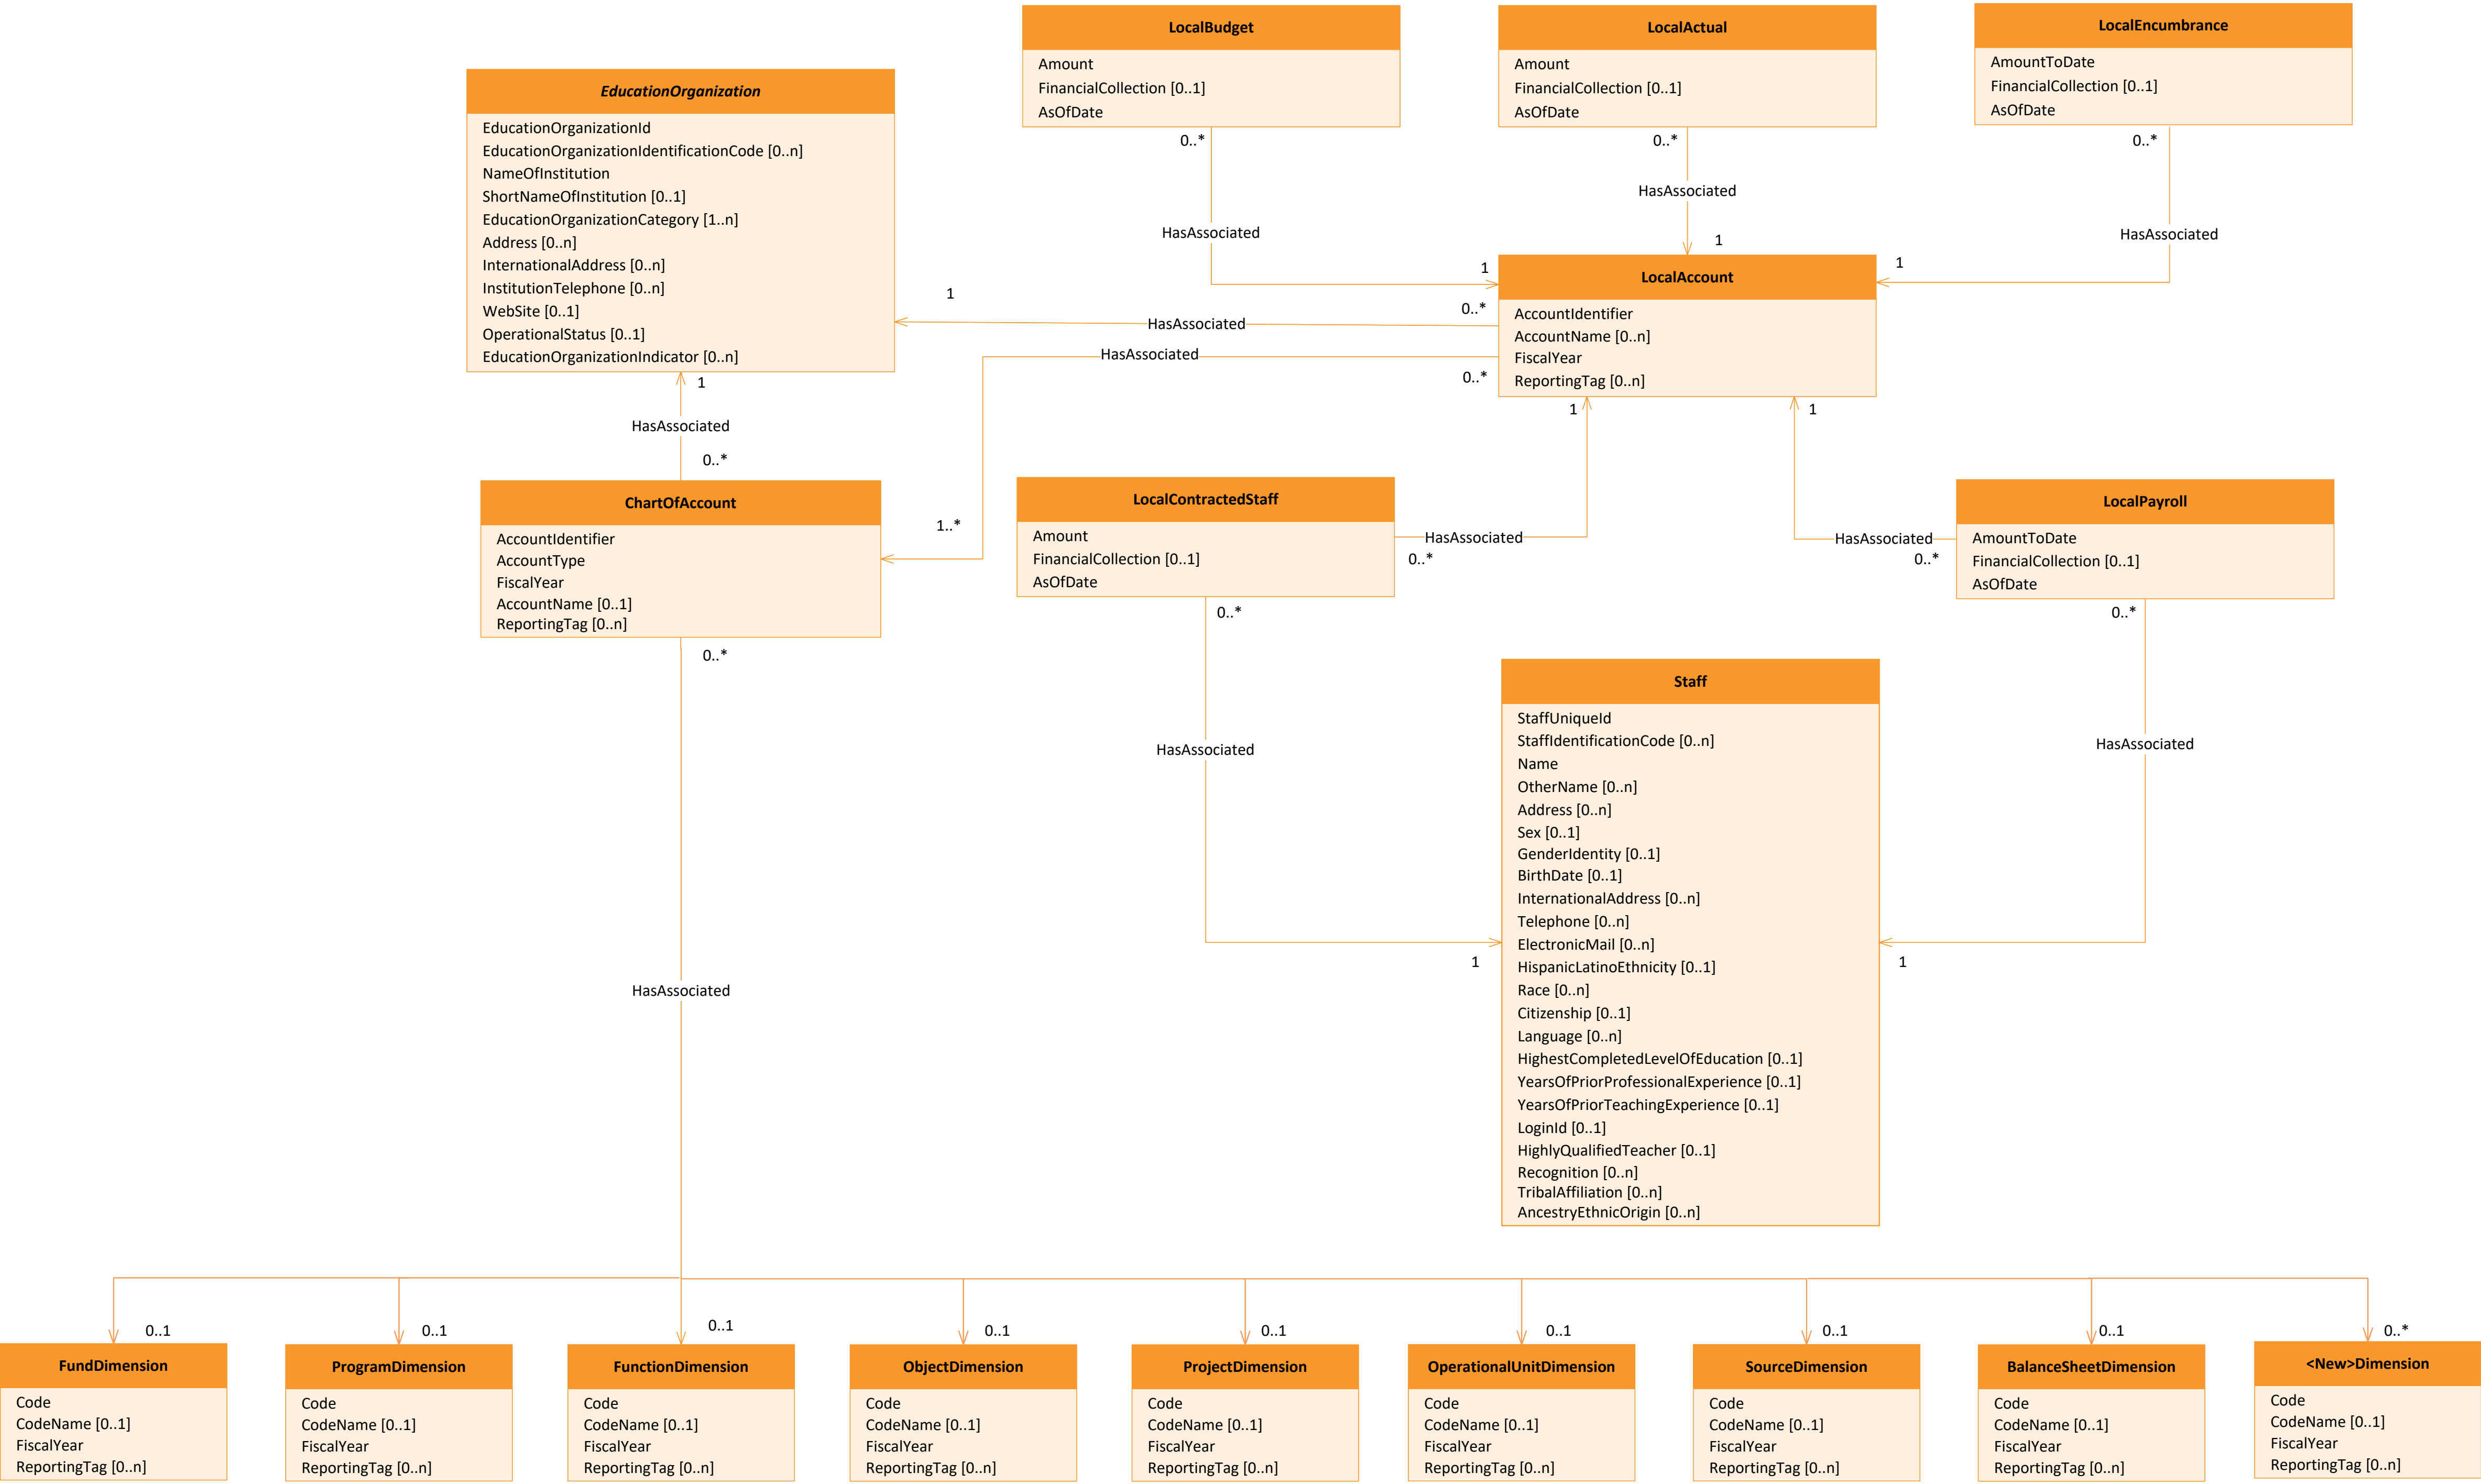 LocalBudget
Amount
FinancialCollection [0..1]
AsOfDate
0..*
HasAssociated
1
LocalActual
Amount
FinancialCollection [0..1]
AsOfDate
0..*
HasAssociated
1
LocalEncumbrance
AmountToDate
FinancialCollection [0..1]
AsOfDate
0..*
HasAssociated
1
EducationOrganization
EducationOrganizationId
EducationOrganizationIdentificationCode [0..n]
NameOfInstitution
ShortNameOfInstitution [0..1]
EducationOrganizationCategory [1..n]
Address [0..n]
InternationalAddress [0..n]
InstitutionTelephone [0..n]
WebSite [0..1]
OperationalStatus [0..1]
EducationOrganizationIndicator [0..n]
LocalAccount
AccountIdentifier
AccountName [0..n]
FiscalYear
ReportingTag [0..n]
1
HasAssociated
0..*
HasAssociated
0..*
1..*
1
HasAssociated
0..*
1
1
ChartOfAccount
AccountIdentifier
AccountType
FiscalYear
AccountName [0..1]
ReportingTag [0..n]
0..*
LocalContractedStaff
Amount
FinancialCollection [0..1]
AsOfDate
HasAssociated
0..*
0..*
HasAssociated
1
LocalPayroll
AmountToDate
FinancialCollection [0..1]
AsOfDate
HasAssociated
0..*
0..*
HasAssociated
1
Staff
StaffUniqueId
StaffIdentificationCode [0..n]
Name
OtherName [0..n]
Address [0..n]
Sex [0..1]
GenderIdentity [0..1]
BirthDate [0..1]
InternationalAddress [0..n]
Telephone [0..n]
ElectronicMail [0..n]
HispanicLatinoEthnicity [0..1]
Race [0..n]
Citizenship [0..1]
Language [0..n]
HighestCompletedLevelOfEducation [0..1]
YearsOfPriorProfessionalExperience [0..1]
YearsOfPriorTeachingExperience [0..1]
LoginId [0..1]
HighlyQualifiedTeacher [0..1]
Recognition [0..n]
TribalAffiliation [0..n]
AncestryEthnicOrigin [0..n]
HasAssociated
0..1
FundDimension
Code
CodeName [0..1]
FiscalYear
ReportingTag [0..n]
0..1
ProgramDimension
Code
CodeName [0..1]
FiscalYear
ReportingTag [0..n]
0..1
FunctionDimension
Code
CodeName [0..1]
FiscalYear
ReportingTag [0..n]
0..1
ObjectDimension
Code
CodeName [0..1]
FiscalYear
ReportingTag [0..n]
0..1
ProjectDimension
Code
CodeName [0..1]
FiscalYear
ReportingTag [0..n]
0..1
OperationalUnitDimension
Code
CodeName [0..1]
FiscalYear
ReportingTag [0..n]
0..1
SourceDimension
Code
CodeName [0..1]
FiscalYear
ReportingTag [0..n]
0..1
BalanceSheetDimension
Code
CodeName [0..1]
FiscalYear
ReportingTag [0..n]
0..*
<New>Dimension
Code
CodeName [0..1]
FiscalYear
ReportingTag [0..n]